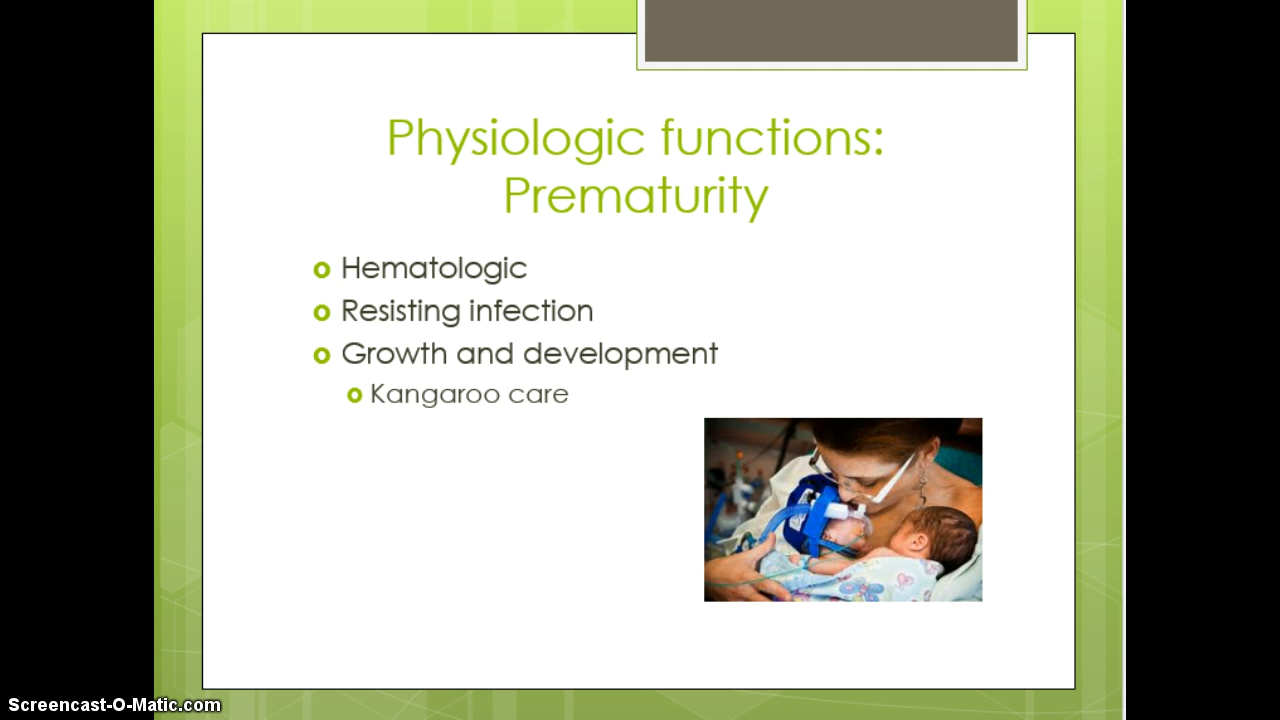 Physiologic functions:
Prematurity
Hematologic
Resisting infection
Growth and development
Kangaroo care
Screencast-O-Matic.com